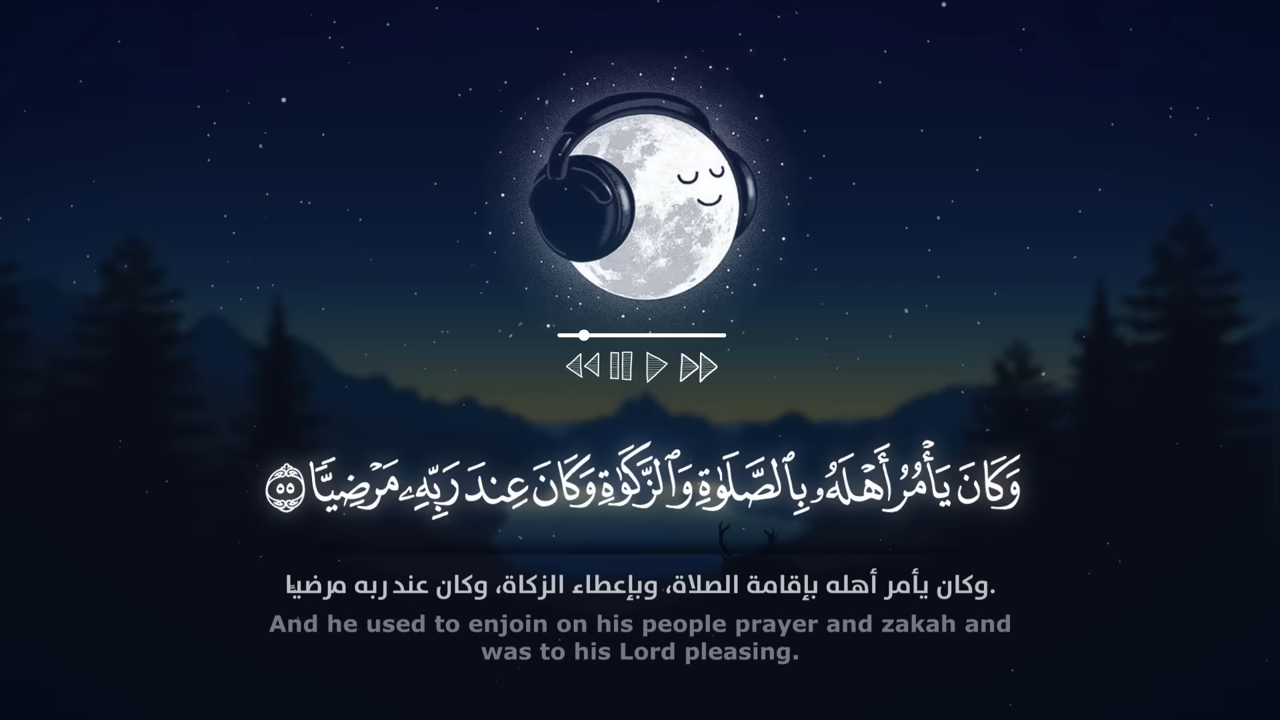 وَكَانَ يَأۡمُرُ أَهۡلَهُۥ بِٱلصَّلَوٰةِ وَٱلزَّكَوٰةِ وَكَانَ عِندَ رَبِّهِۦ مَرۡضِيّٗا ٥٥
وكان يأمر أهله بإقامة الصلاة، وبإعطاء الزكاة، وكان عند ربه مرضيا.
And he used to enjoin on his people prayer and zakah and
was to his Lord pleasing.